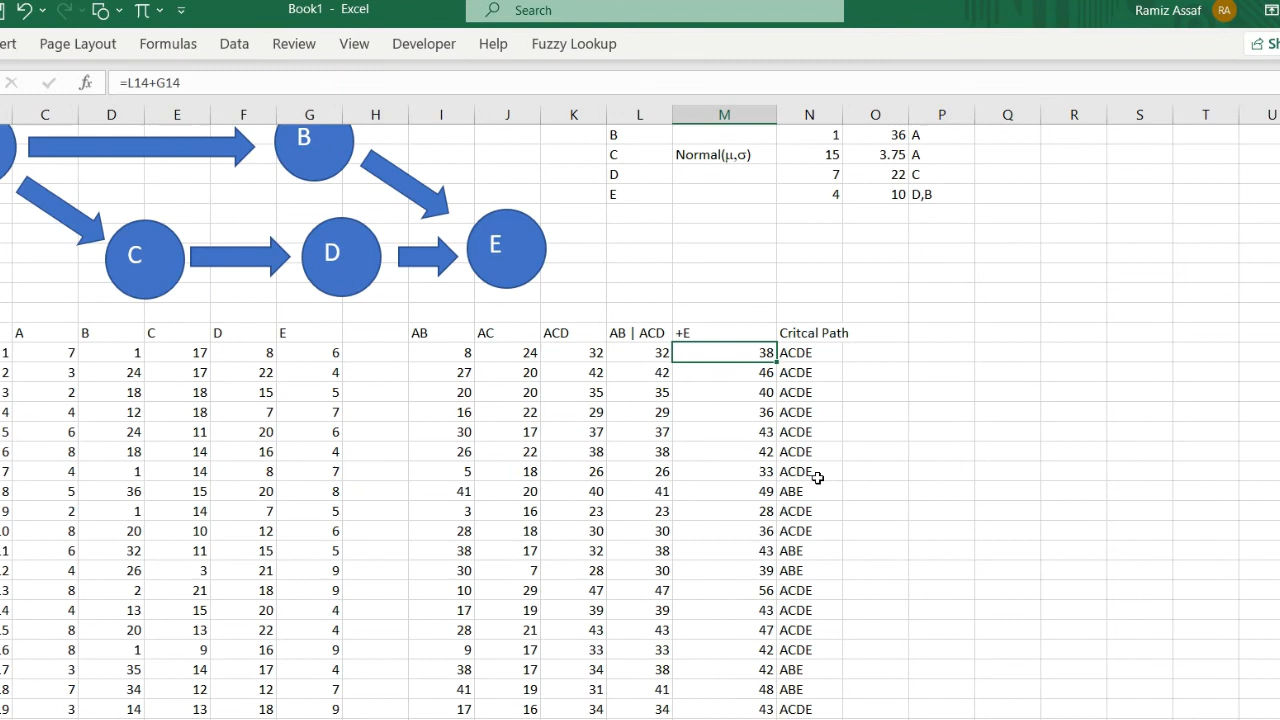 Book1 - Excel
Search
Ramiz Assaf RA
ert Page Layout Formulas Data Review View Developer Help Fuzzy Lookup
=L14+G14
C D E F G H I J K L M N O P Q R S T U
B 1 36 A
C Normal(μ,σ) 15 3.75 A
D 7 22 C
E 4 10 D,B
B
C
D
E
A B C D E AB AC ACD AB | ACD +E Critcal Path
1 7 1 17 8 6 8 24 32 32 38 ACDE
2 3 24 17 22 4 27 20 42 42 46 ACDE
3 2 18 18 15 5 20 20 35 35 40 ACDE
4 4 12 18 7 7 16 22 29 29 36 ACDE
5 6 24 11 20 6 30 17 37 37 43 ACDE
6 8 18 14 16 4 26 22 38 38 42 ACDE
7 4 1 14 8 7 5 18 26 26 33 ACDE
8 5 36 15 20 8 41 20 40 41 49 ABE
9 2 1 14 7 5 3 16 23 23 28 ACDE
10 8 20 10 12 6 28 18 30 30 36 ACDE
11 6 32 11 15 5 38 17 32 38 43 ABE
12 4 26 3 21 9 30 7 28 30 39 ABE
13 8 2 21 18 9 10 29 47 47 56 ACDE
14 4 13 15 20 4 17 19 39 39 43 ACDE
15 8 20 13 22 4 28 21 43 43 47 ACDE
16 8 1 9 16 9 9 17 33 33 42 ACDE
17 3 35 14 17 4 38 17 34 38 42 ABE
18 7 34 12 12 7 41 19 31 41 48 ABE
19 3 14 13 18 9 17 16 34 34 43 ACDE